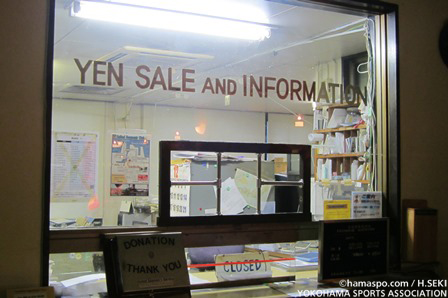 YEN SALE AND INFORMATION
DONATION
THANK YOU
CLOSED
©hamaspo.com / H.SEKI
YOKOHAMA SPORTS ASSOCIATION